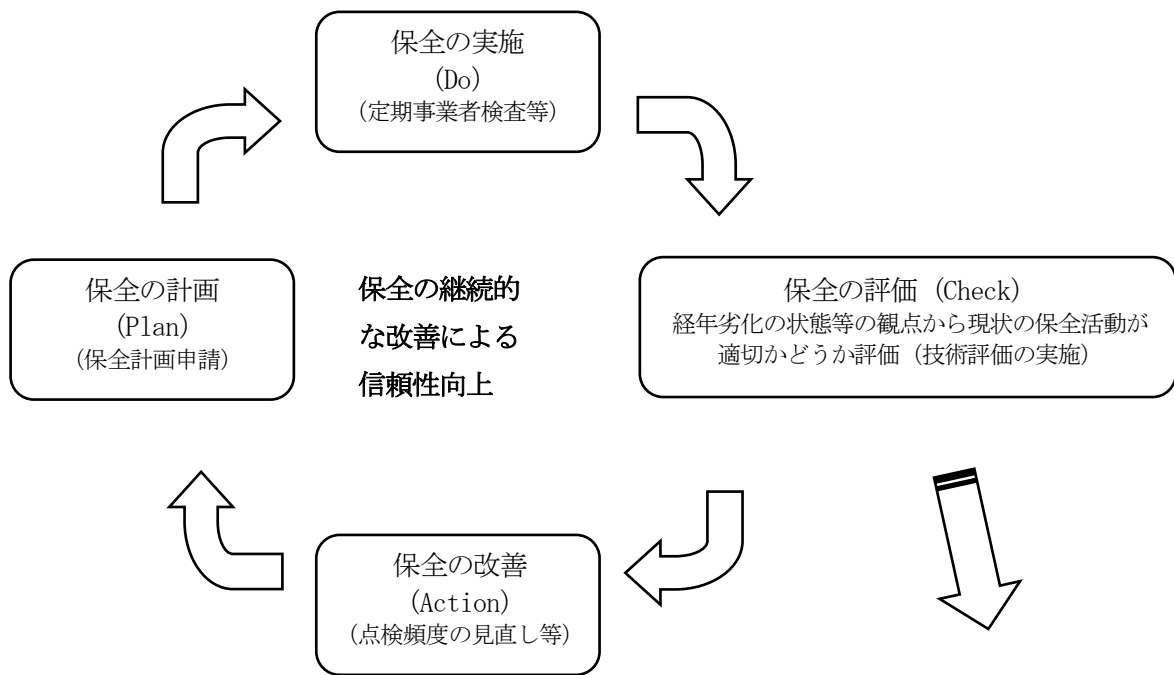 保全の実施
(Do)
（定期事業者検査等）
保全の計画
(Plan)
（保全計画申請）
保全の継続的
な改善による
信頼性向上
保全の評価 (Check)
経年劣化の状態等の観点から現状の保全活動が
適切かどうか評価（技術評価の実施）
保全の改善
(Action)
（点検頻度の見直し等）